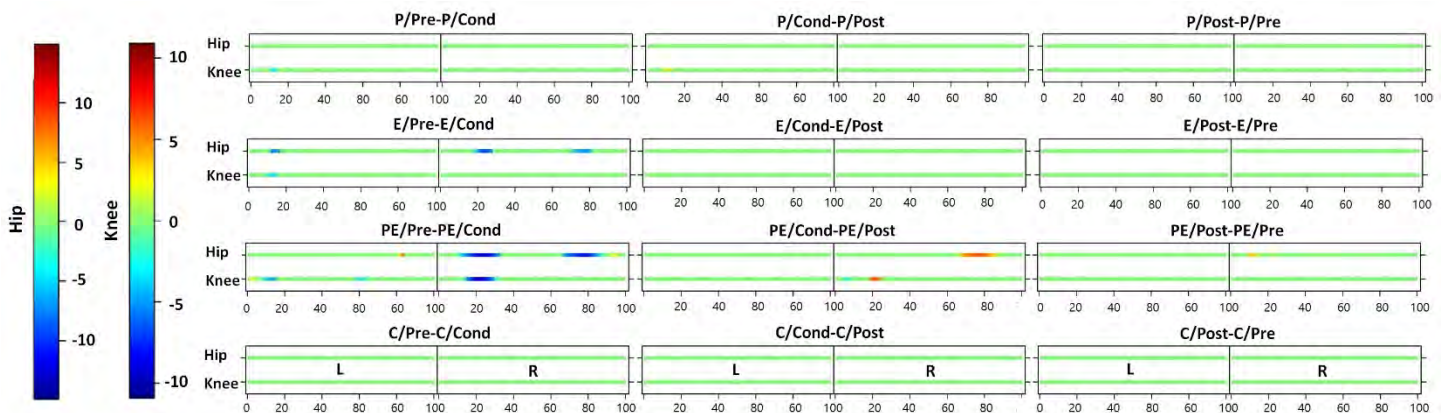 P/Pre-P/Cond P/Cond-P/Post P/Post-P/Pre
Hip
Knee
0 20 40 60 80 100 20 40 60 80 100 20 40 60 80 100 20 40 60 80 0 20 40 60 80 100 20 40 60 80 100
E/Pre-E/Cond E/Cond-E/Post E/Post-E/Pre
Hip
Knee
0 20 40 60 80 100 20 40 60 80 100 0 20 40 60 80 100 20 40 60 80 100 0 20 40 60 80 100 20 40 60 80 100
PE/Pre-PE/Cond PE/Cond-PE/Post PE/Post-PE/Pre
Hip
Knee
0 20 40 60 80 100 20 40 60 80 100 0 20 40 60 80 100 20 40 60 80 100 0 20 40 60 80 100 20 40 60 80 100
C/Pre-C/Cond C/Cond-C/Post C/Post-C/Pre
Hip
L R L R L R
Knee
0 20 40 60 80 100 20 40 60 80 100 0 20 40 60 80 100 20 40 60 80 100 0 20 40 60 80 100 20 40 60 80 100
Hip
10
5
0
-5
-10
Knee
10
5
0
-5
-10